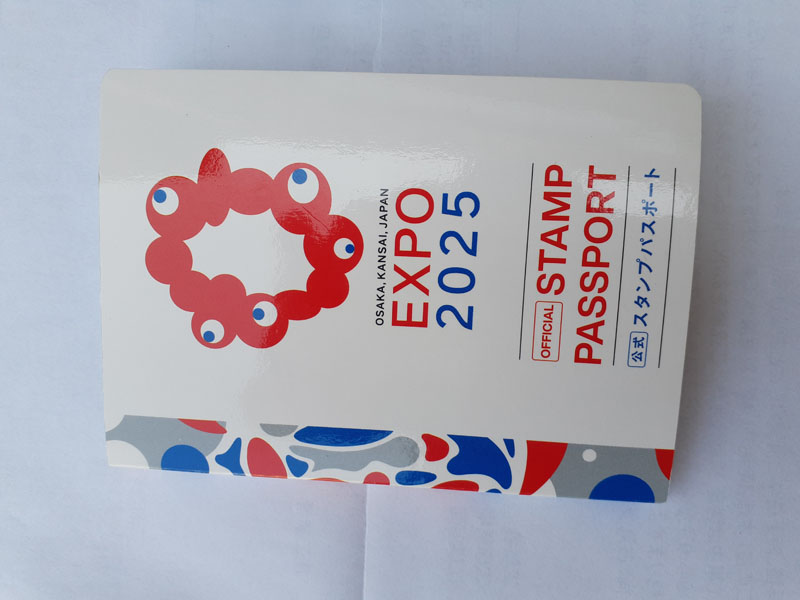 OSAKA, KANSAI, JAPAN
EXPO
2025
OFFICIAL STAMP
PASSPORT
公式 スタンプパスポート